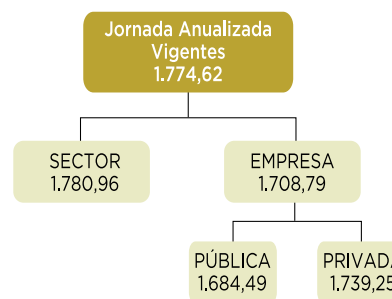 Jornada Anualizada
Vigentes
1.774,62
SECTOR
1.780,96
EMPRESA
1.708,79
PÚBLICA
1.684,49
PRIVADA
1.739,25